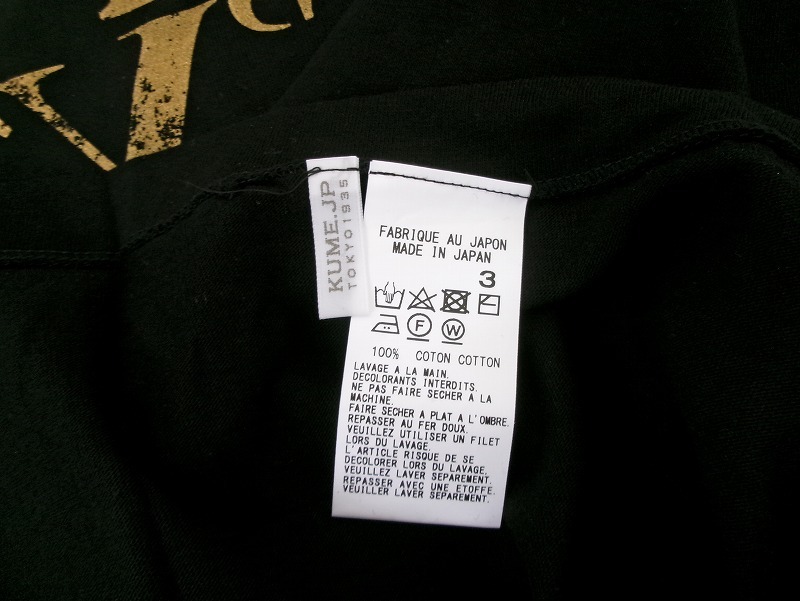 KUME.JP
TOKYO1935
FABRIQUE AU JAPON
MADE IN JAPAN
3
F
W
100% COTON COTTON
LAVAGE A LA MAIN.
DECOLORANTS INTERDITS.
NE PAS FAIRE SECHER A LA
MACHINE.
FAIRE SECHER A PLAT A L'OMBRE.
REPASSER AU FER DOUX.
VEUILLEZ UTILISER UN FILET
LORS DU LAVAGE.
L'ARTICLE RISQUE DE SE
DECOLORER LORS DU LAVAGE,
VEUILLEZ LAVER SEPAREMENT.
REPASSER AVEC UNE ETOFFE.
VEUILLER LAVER SEPAREMENT.